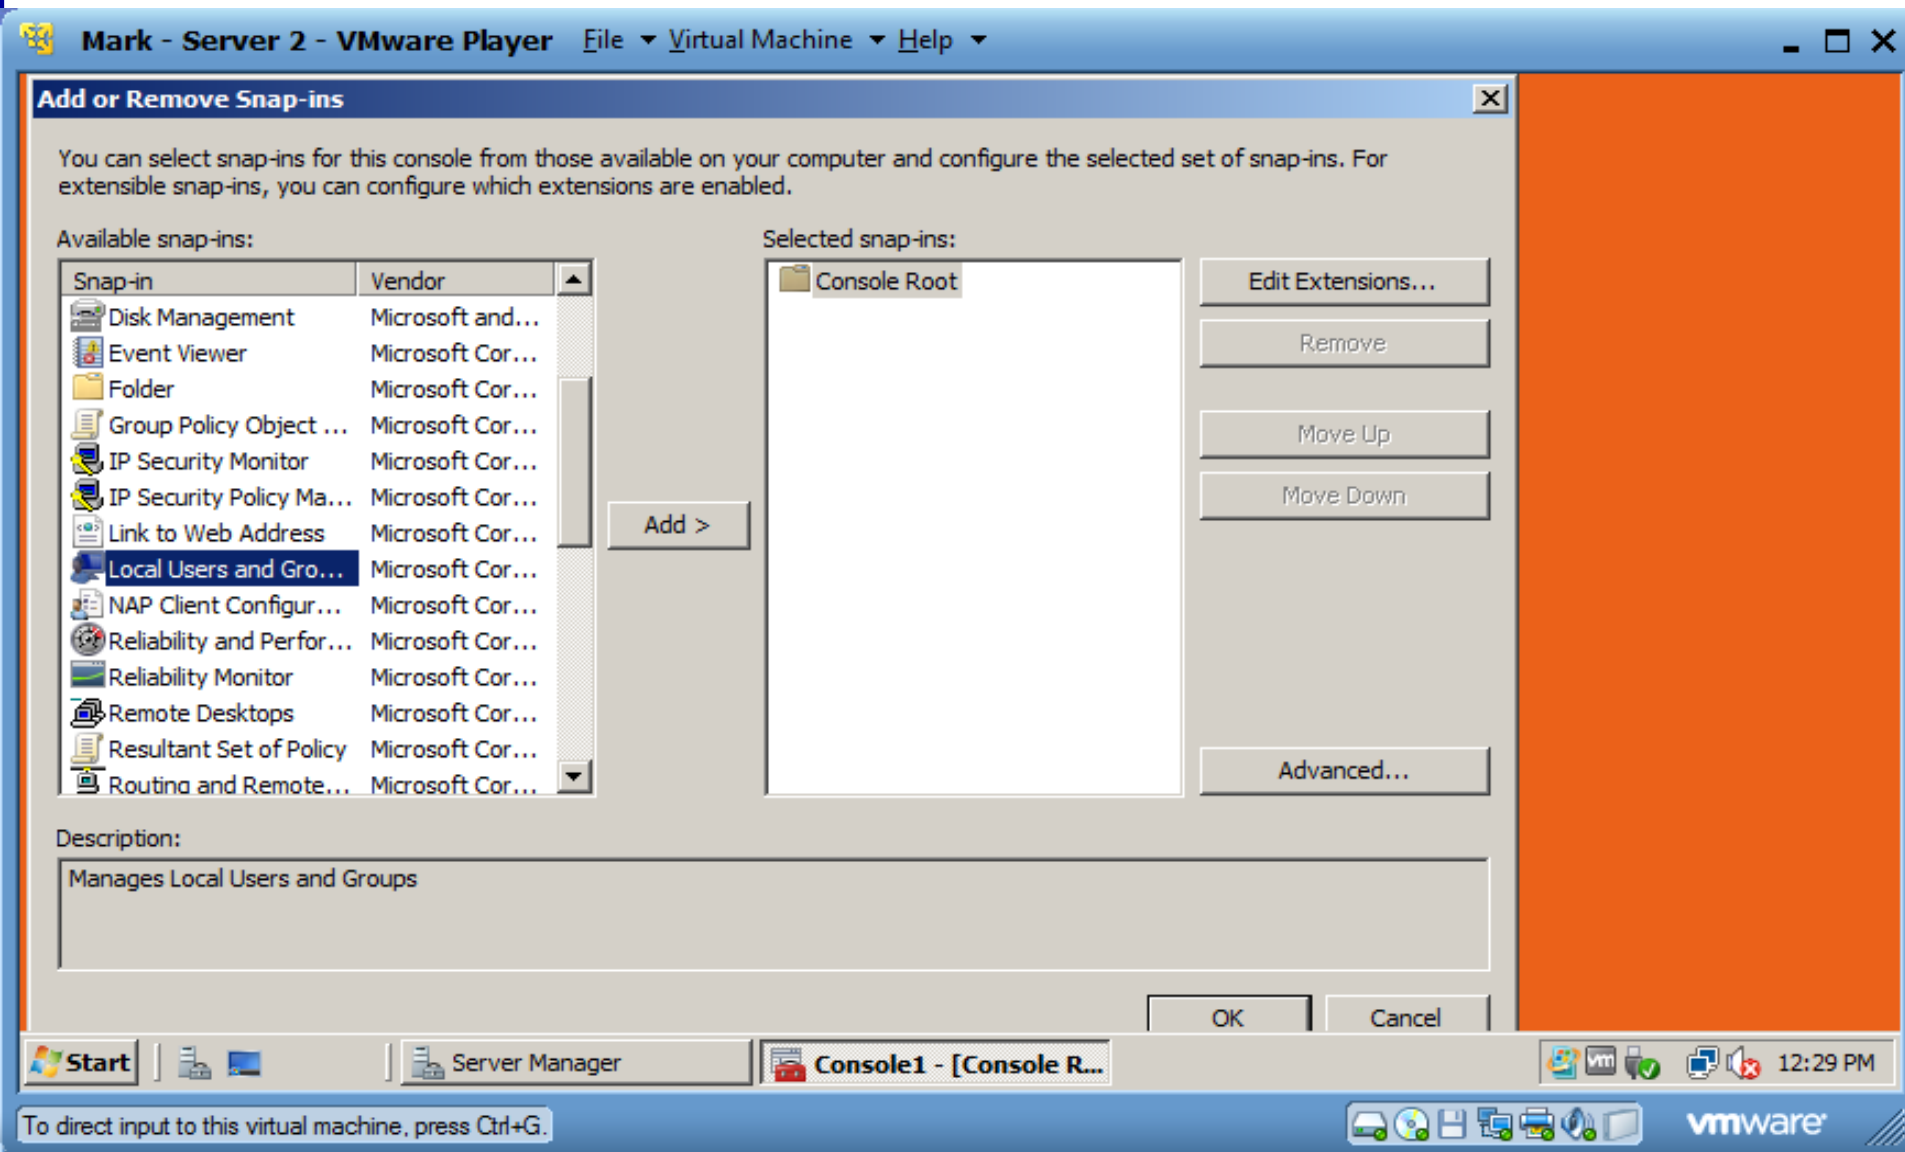 Mark - Server 2 - VMware Player File Virtual Machine Help
Add or Remove Snap-ins
You can select snap-ins for this console from those available on your computer and configure the selected set of snap-ins. For
extensible snap-ins, you can configure which extensions are enabled.
Available snap-ins:
Selected snap-ins:
Snap-in Vendor
Disk Management Microsoft and...
Event Viewer Microsoft Cor...
Folder Microsoft Cor...
Group Policy Object ... Microsoft Cor...
IP Security Monitor Microsoft Cor...
IP Security Policy Ma... Microsoft Cor...
Link to Web Address Microsoft Cor...
Local Users and Gro... Microsoft Cor...
NAP Client Configur... Microsoft Cor...
Reliability and Perfor... Microsoft Cor...
Reliability Monitor Microsoft Cor...
Remote Desktops Microsoft Cor...
Resultant Set of Policy Microsoft Cor...
Routing and Remote... Microsoft Cor...
Add >
Console Root
Edit Extensions...
Remove
Move Up
Move Down
Advanced...
Description:
Manages Local Users and Groups
OK Cancel
Start Server Manager Console1 - [Console R... vm 12:29 PM
To direct input to this virtual machine, press Ctrl+G. vmware